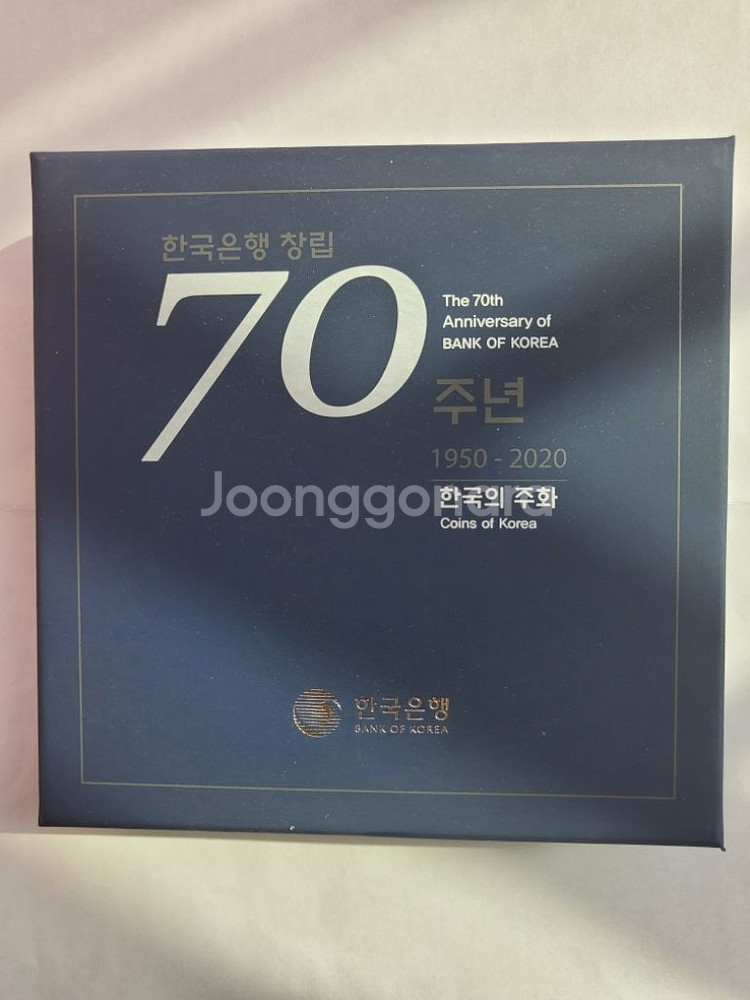 한국은행 창립
70
The 70th
Anniversary of
BANK OF KOREA
주년
1950 - 2020
한국의 주화
Coins of Korea
Joonggonara
한국은행
BANK OF KOREA